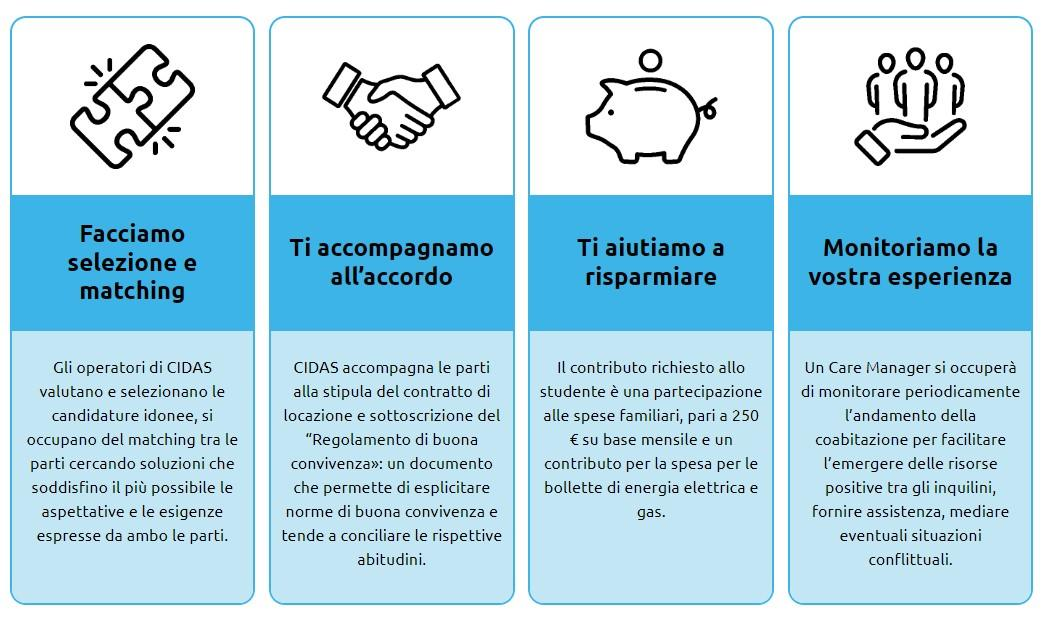 Facciamo
selezione e
matching
Gli operatori di CIDAS
valutano e selezionano le
candidature idonee, si
occupano del matching tra le
parti cercando soluzioni che
soddisfino il più possibile le
aspettative e le esigenze
espresse da ambo le parti.
Ti accompagnamo
all’accordo
CIDAS accompagna le parti
alla stipula del contratto di
locazione e sottoscrizione del
“Regolamento di buona
convivenza»: un documento
che permette di esplicitare
norme di buona convivenza e
tende a conciliare le rispettive
abitudini.
Ti aiutiamo a
risparmiare
Il contributo richiesto allo
studente è una partecipazione
alle spese familiari, pari a 250
€ su base mensile e un
contributo per la spesa per le
bollette di energia elettrica e
gas.
Monitoriamo la
vostra esperienza
Un Care Manager si occuperà
di monitorare periodicamente
l’andamento della
coabitazione per facilitare
l’emergere delle risorse
positive tra gli inquilini,
fornire assistenza, mediare
eventuali situazioni
conflittuali.